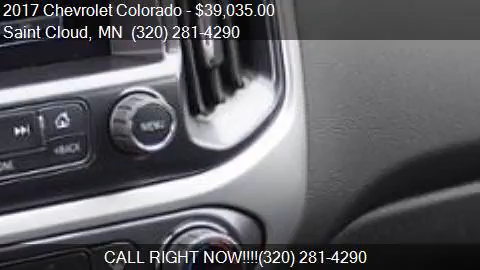 2017 Chevrolet Colorado - $39,035.00
Saint Cloud, MN  (320) 281-4290
MENU
BACK
CALL RIGHT NOW!!!!(320) 281-4290